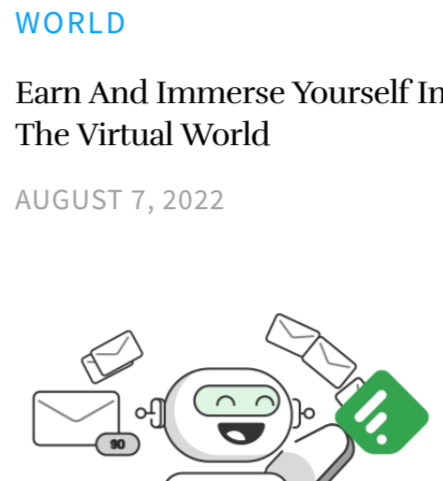 WORLD
Earn And Immerse Yourself In
The Virtual World
AUGUST 7, 2022
90